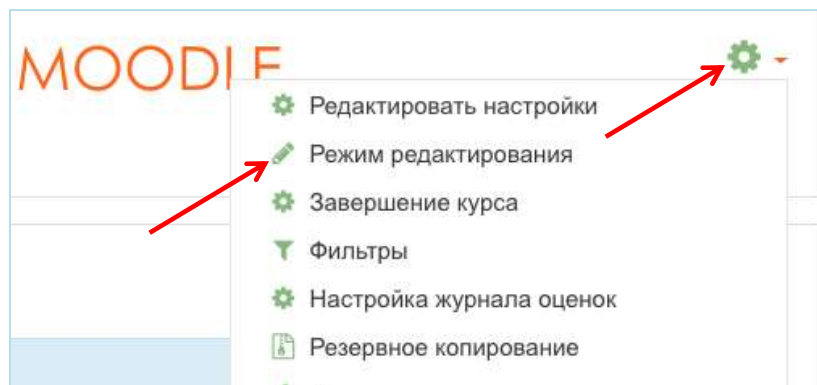 MOODLE
Редактировать настройки
Режим редактирования
Завершение курса
Фильтры
Настройка журнала оценок
Резервное копирование